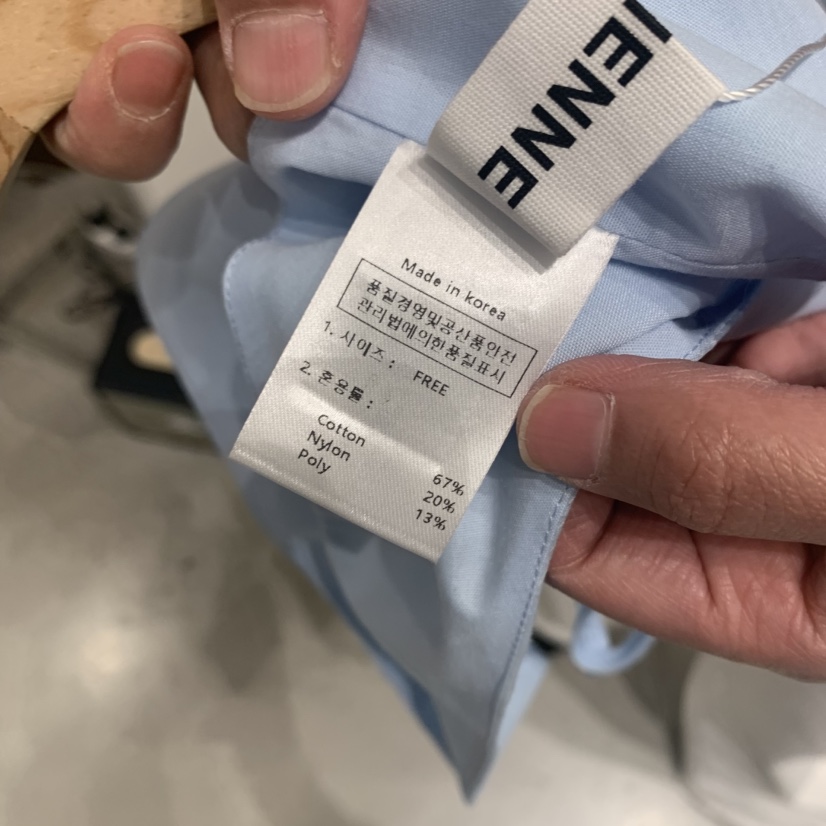 IENNE
Made in korea
품질경영및공산품안전
관리법에의한품질표시
1. 사이즈 : FREE
2. 혼용률 :
Cotton 67%
Nylon 20%
Poly 13%